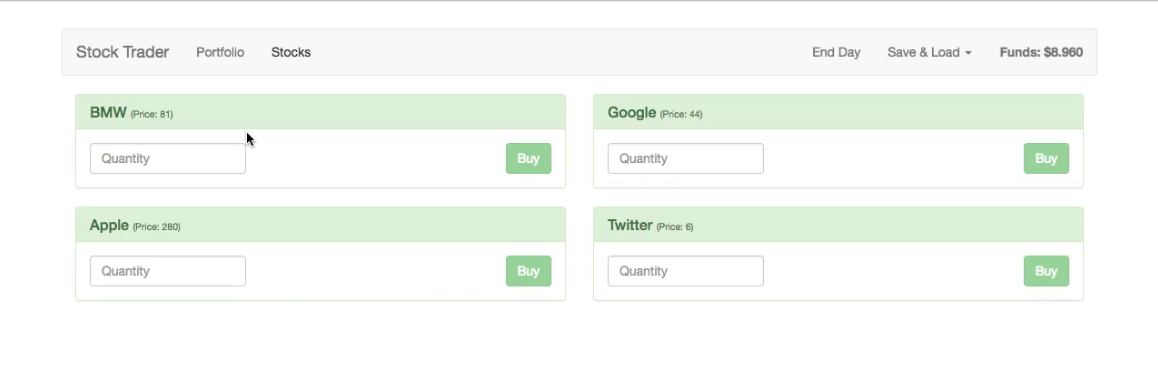 Stock Trader Portfolio Stocks End Day Save & Load Funds: $8.960
BMW (Price: 81) Google (Price: 44)
Quantity Buy Quantity Buy
Apple (Price: 280) Twitter (Price: 6)
Quantity Buy Quantity Buy